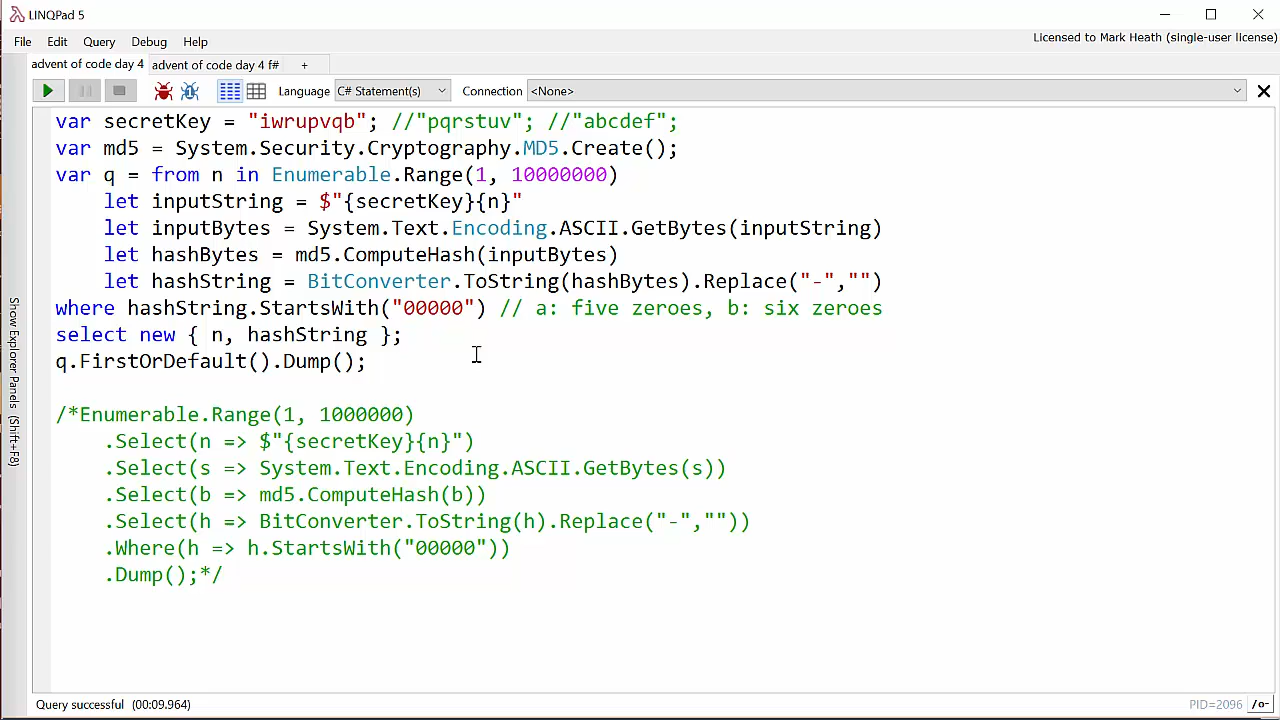 LINQPad 5
File Edit Query Debug Help
Licensed to Mark Heath (single-user license)
advent of code day 4 advent of code day 4 f# +
Language C# Statement(s) Connection <None>
var secretKey = "iwrupvqb"; //"pqrstuv"; //"abcdef";
var md5 = System.Security.Cryptography.MD5.Create();
var q = from n in Enumerable.Range(1, 10000000)
let inputString = $"{secretKey}{n}"
let inputBytes = System.Text.Encoding.ASCII.GetBytes(inputString)
let hashBytes = md5.ComputeHash(inputBytes)
let hashString = BitConverter.ToString(hashBytes).Replace("-","")
where hashString.StartsWith("00000") // a: five zeroes, b: six zeroes
select new { n, hashString };
q.FirstOrDefault().Dump();
/*Enumerable.Range(1, 1000000)
.Select(n => $"{secretKey}{n}")
.Select(s => System.Text.Encoding.ASCII.GetBytes(s))
.Select(b => md5.ComputeHash(b))
.Select(h => BitConverter.ToString(h).Replace("-",""))
.Where(h => h.StartsWith("00000"))
.Dump();*/
Show Explorer Panels (Shift+F8)
Query successful (00:09.964)
PID=2096 /o-